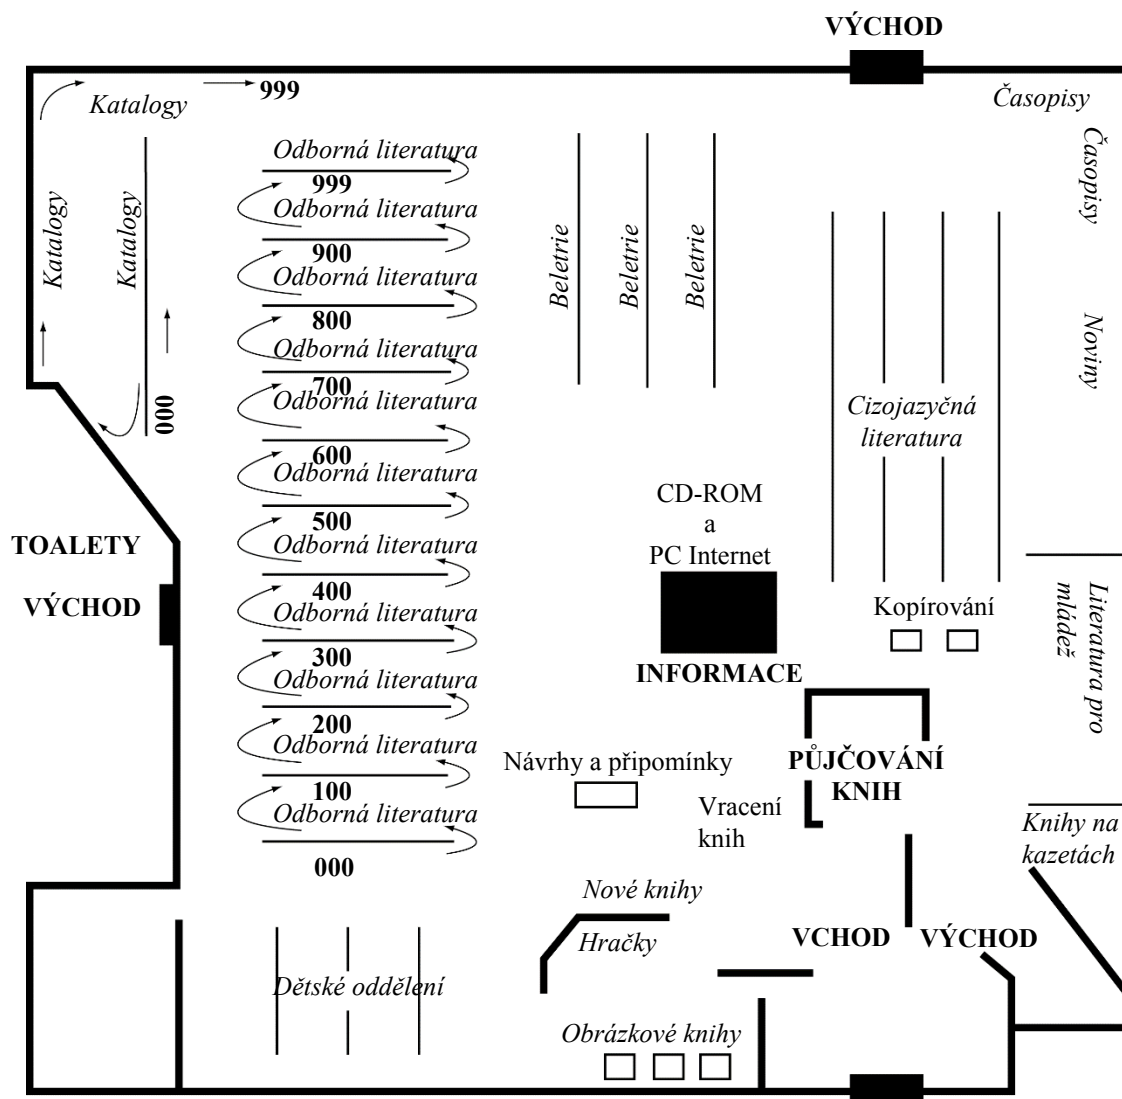 VÝCHOD
999
Katalogy
Časopisy
Časopisy
Katalogy
Katalogy
000
Odborná literatura
999
Odborná literatura
900
Odborná literatura
800
Odborná literatura
700
Odborná literatura
600
Odborná literatura
500
Odborná literatura
400
Odborná literatura
300
Odborná literatura
200
Odborná literatura
100
Odborná literatura
000
Beletrie
Beletrie
Beletrie
Noviny
Cizojazyčná
literatura
CD-ROM
a
PC Internet
INFORMACE
TOALETY
VÝCHOD
Kopírování
Literatura pro
mládež
PŮJČOVÁNÍ
KNIH
Návrhy a připomínky
Vracení
knih
Knihy na
kazetách
Nové knihy
Hračky
VCHOD
VÝCHOD
Dětské oddělení
Obrázkové knihy